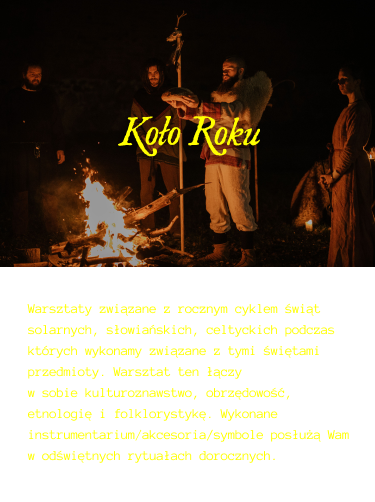 Koło Roku
Warsztaty związane z rocznym cyklem świąt
solarnych, słowiańskich, celtyckich podczas
których wykonamy związane z tymi świetami
przedmioty. Warsztat ten łączy
w sobie kulturoznawstwo, obrzędowość,
etnologię i folklorystykę. Wykonane
instrumentarium/akcesoria/symbole posłużą Wam
w odświętnych rytuałach dorocznych.